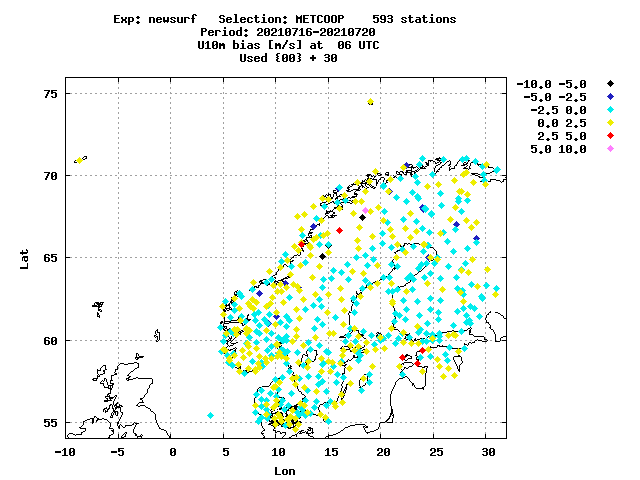 Exp: newsurf Selection: METCOOP 593 stations
Period: 20210716-20210720
U10m bias [m/s] at 06 UTC
Used {00} + 30
-10.0 -5.0
-5.0 -2.5
-2.5 0.0
0.0 2.5
2.5 5.0
5.0 10.0
75
70
65
60
55
Lat
-10 -5 0 5 10 15 20 25 30
Lon